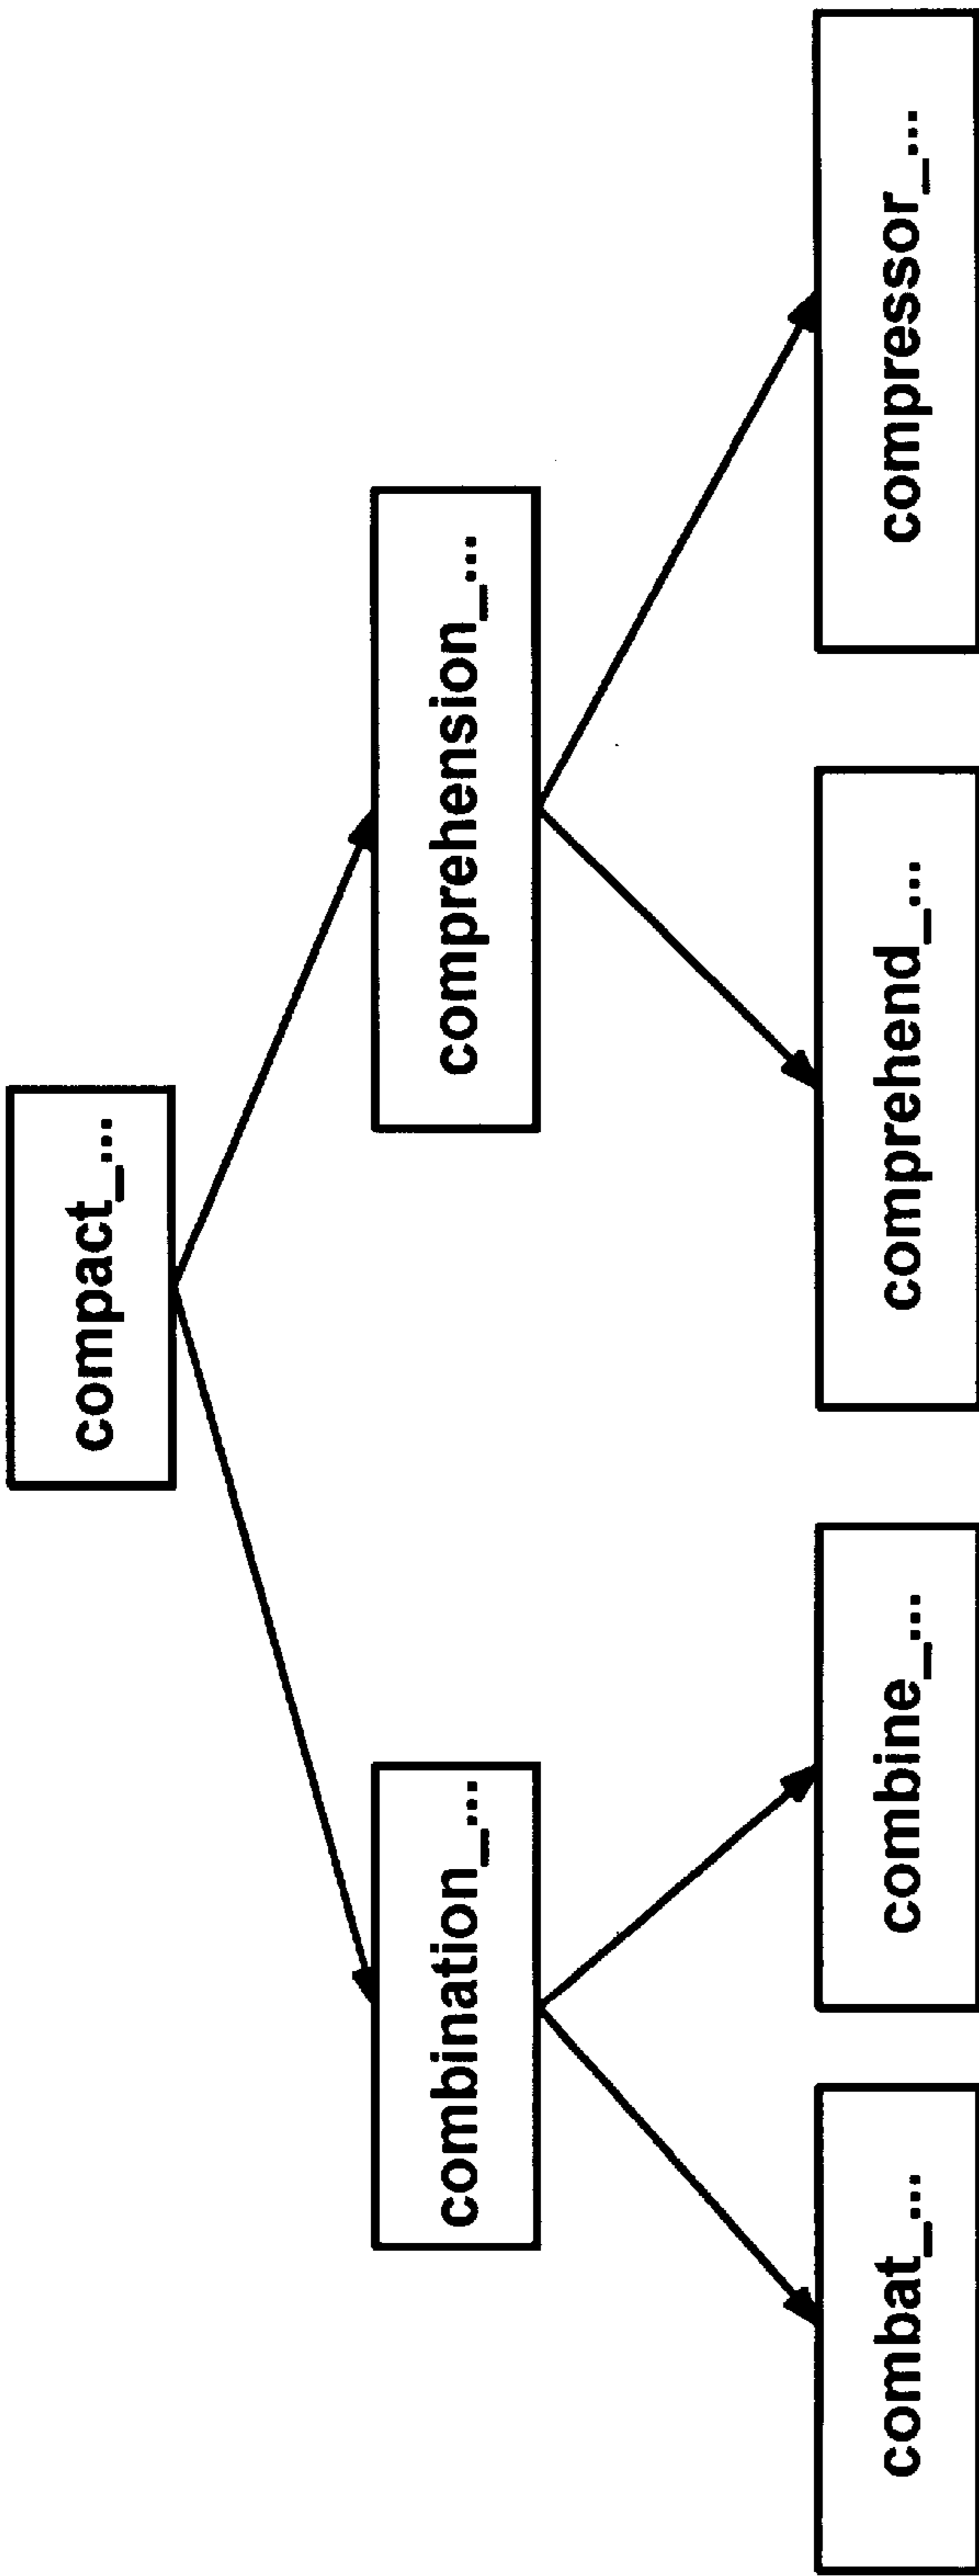 compact_...
combination_...
comprehension_...
combat_...
combine_...
comprehend_...
compressor_...